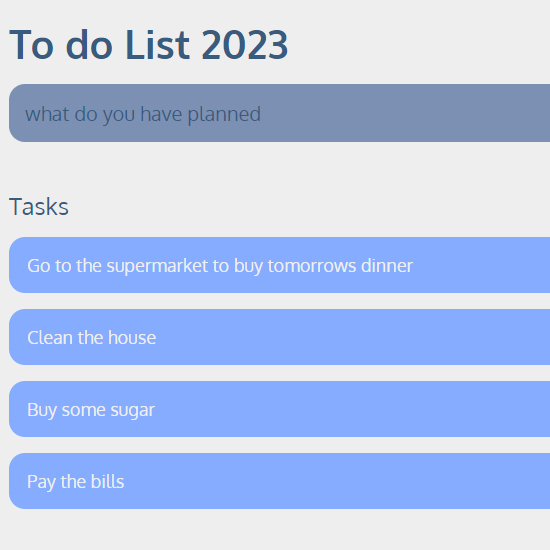 To do List 2023
what do you have planned
Tasks
Go to the supermarket to buy tomorrows dinner
Clean the house
Buy some sugar
Pay the bills